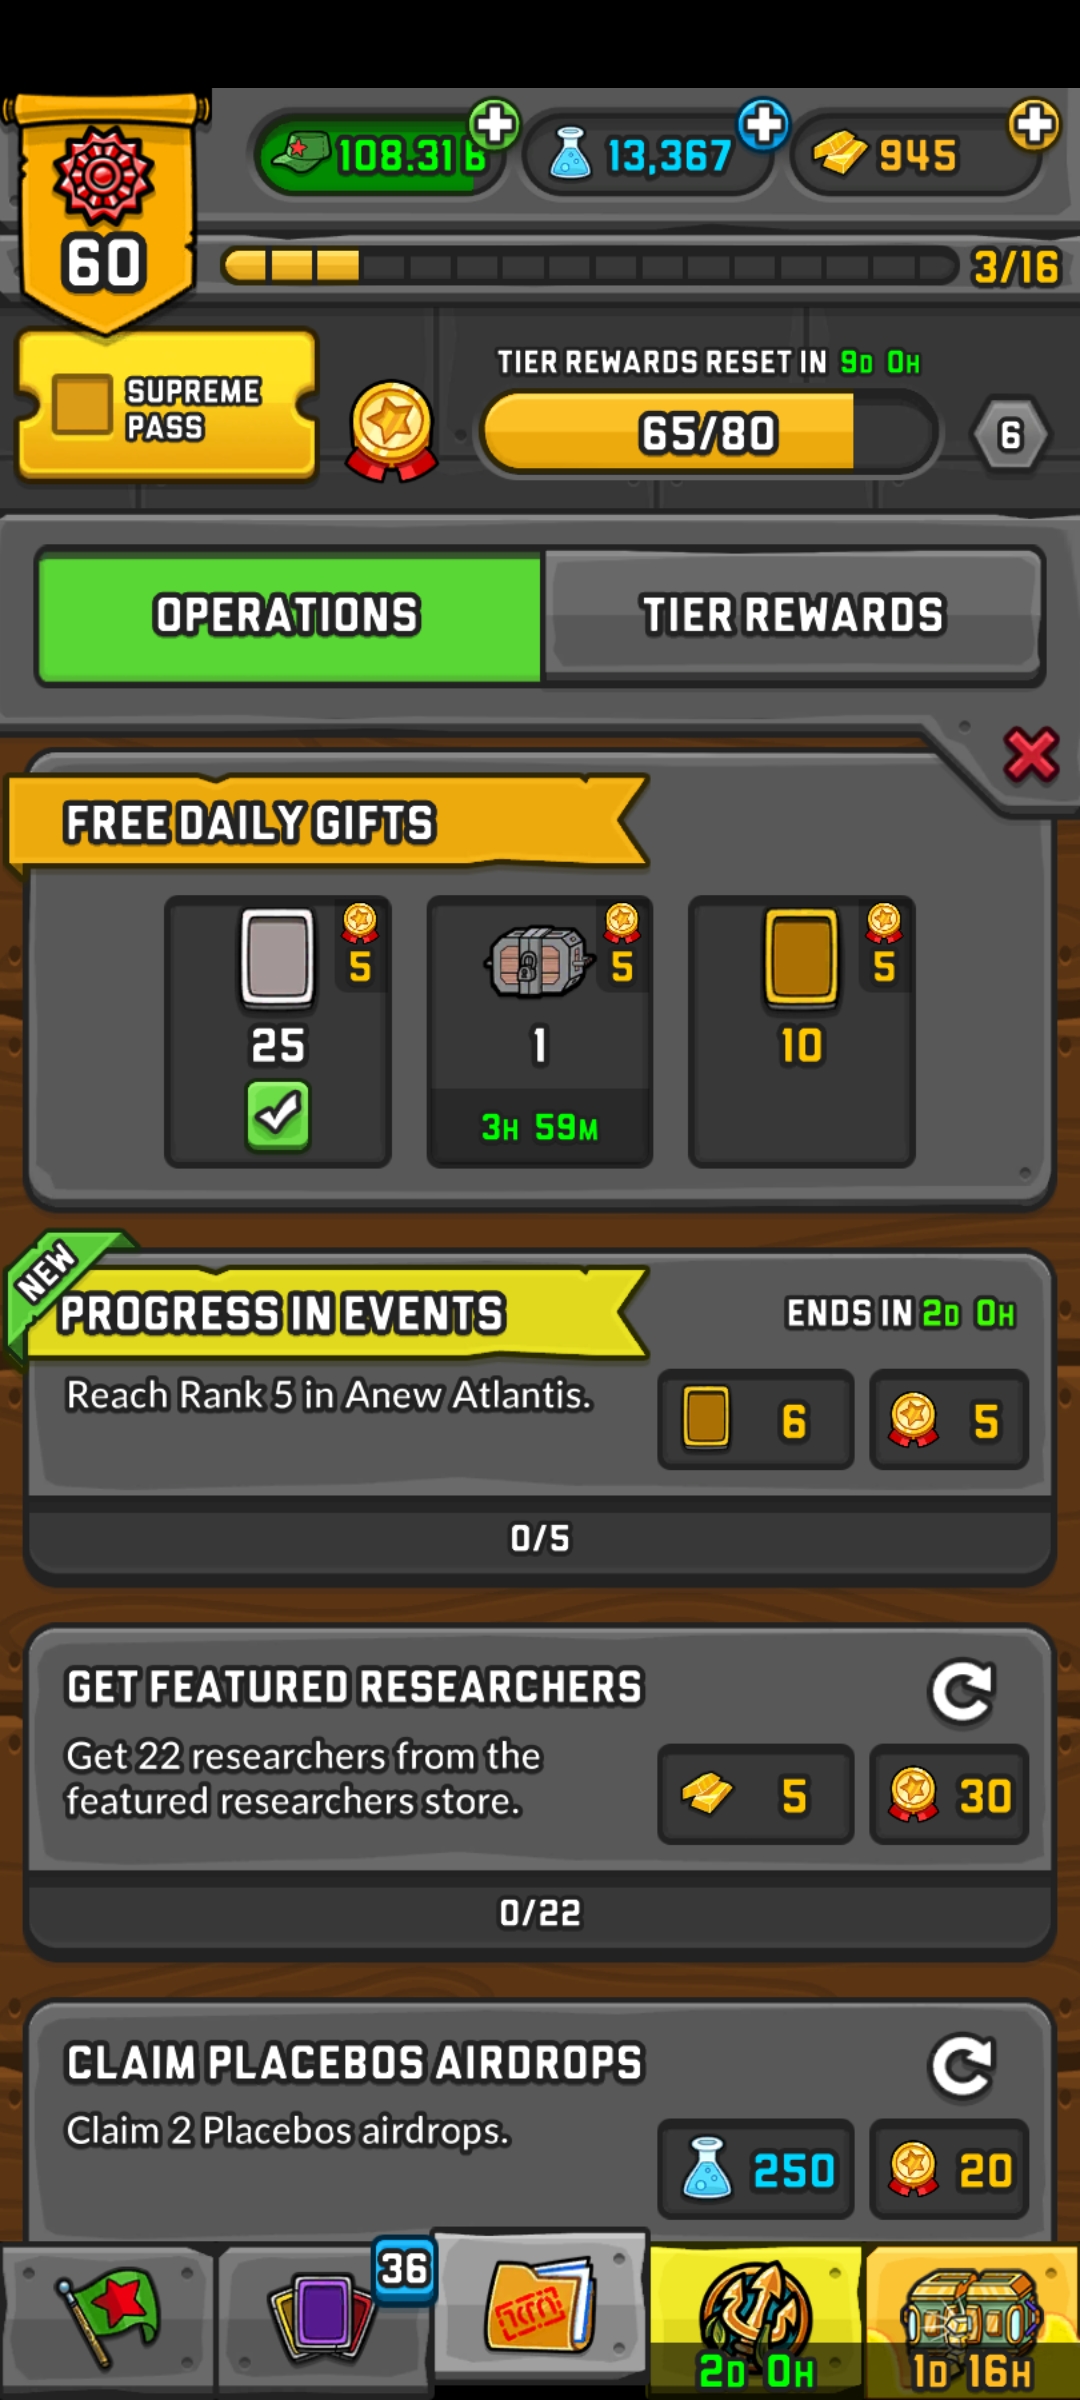 108.31 B
13,367
945
60
3/16
SUPREME
PASS
TIER REWARDS RESET IN 9D 0H
65/80
6
OPERATIONS
TIER REWARDS
FREE DAILY GIFTS
5
5
5
25
1
10
3H 59M
NEW
PROGRESS IN EVENTS
ENDS IN 2D 0H
Reach Rank 5 in Anew Atlantis.
6
5
0/5
GET FEATURED RESEARCHERS
Get 22 researchers from the
featured researchers store.
5
30
0/22
CLAIM PLACEBOS AIRDROPS
Claim 2 Placebos airdrops.
250
20
36
2D 0H
1D 16H